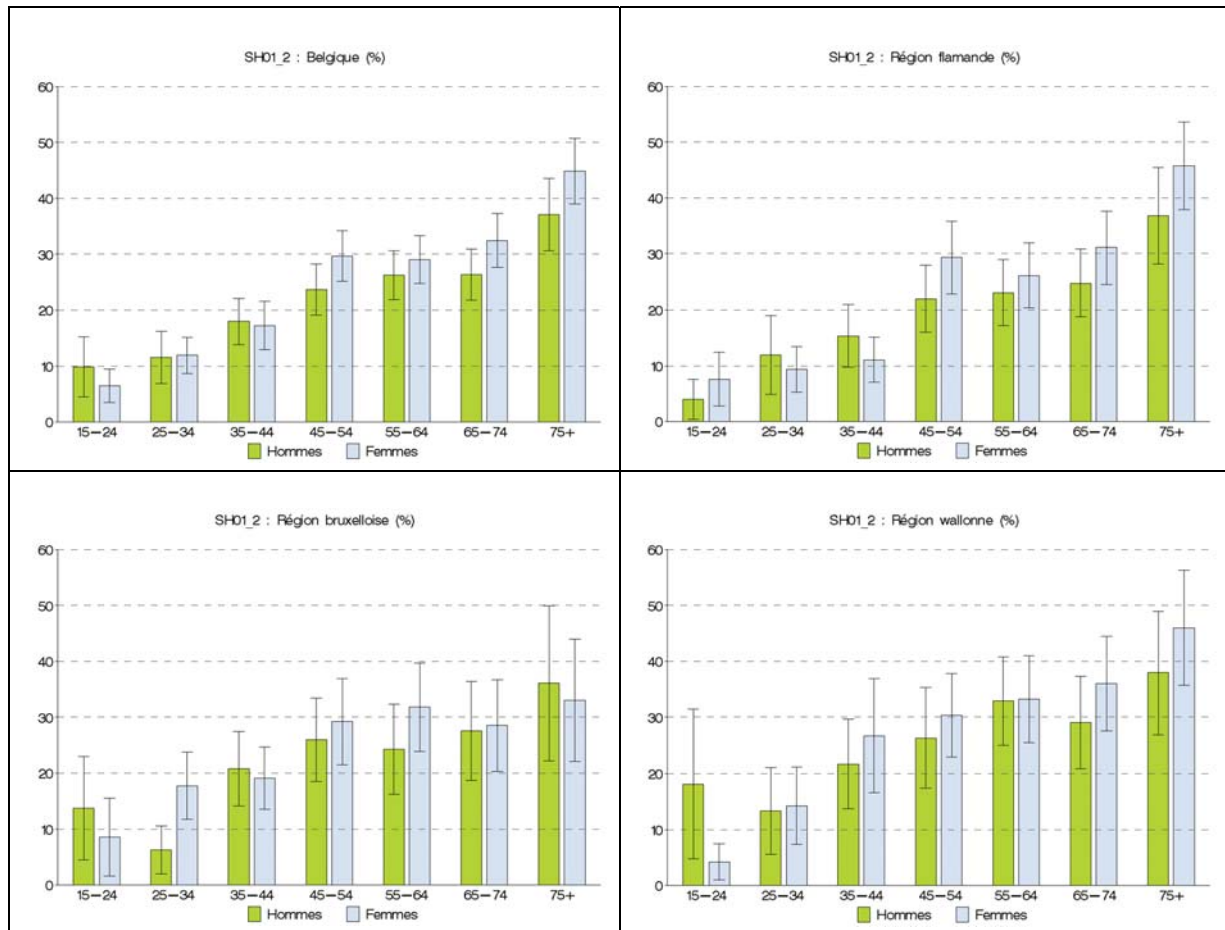 SH01_2 : Belgique (%)
60
50
40
30
20
10
0
15-24 25-34 35-44 45-54 55-64 65-74 75+
Hommes Femmes
SH01_2 : Région flamande (%)
60
50
40
30
20
10
0
15-24 25-34 35-44 45-54 55-64 65-74 75+
Hommes Femmes
SH01_2 : Région bruxelloise (%)
60
50
40
30
20
10
0
15-24 25-34 35-44 45-54 55-64 65-74 75+
Hommes Femmes
SH01_2 : Région wallonne (%)
60
50
40
30
20
10
0
15-24 25-34 35-44 45-54 55-64 65-74 75+
Hommes Femmes